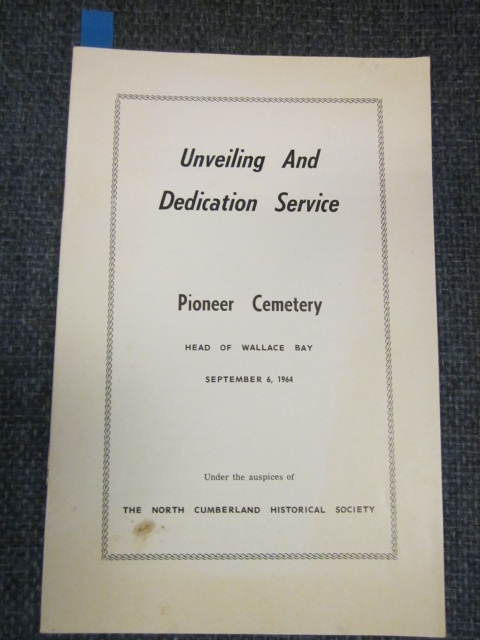 Unveiling And
Dedication Service
Pioneer Cemetery
HEAD OF WALLACE BAY
SEPTEMBER 6, 1964
Under the auspices of
THE NORTH CUMBERLAND HISTORICAL SOCIETY